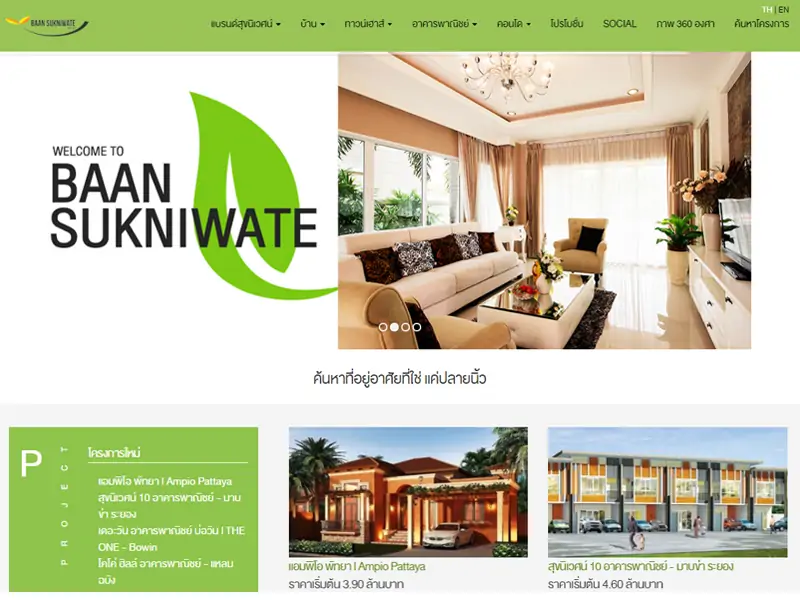 TH | EN
BAAN SUKNIWATE
แบรนด์สุขนิเวศน์ บ้าน ทาวน์เฮาส์ อาคารพาณิชย์ คอนโด โปรโมชั่น SOCIAL ภาพ 360 องศา ค้นหาโครงการ
WELCOME TO
BAAN
SUKNIWATE
ค้นหาที่อยู่อาศัยที่ใช่ แค่ปลายนิ้ว
PROJECT
โครงการใหม่
แอมพิโอ พัทยา l Ampio Pattaya
สุขนิเวศน์ 10 อาคารพาณิชย์ - มาบ
ข่า ระยอง
เดอะวัน อาคารพาณิชย์ บ่อวิน l THE
ONE - Bowin
โคโค่ ฮิลล์ อาคารพาณิชย์ - แหลม
ฉบัง
แอมพิโอ พัทยา l Ampio Pattaya
ราคาเริ่มต้น 3.90 ล้านบาท
สุขนิเวศน์ 10 อาคารพาณิชย์ - มาบข่า ระยอง
ราคาเริ่มต้น 4.60 ล้านบาท